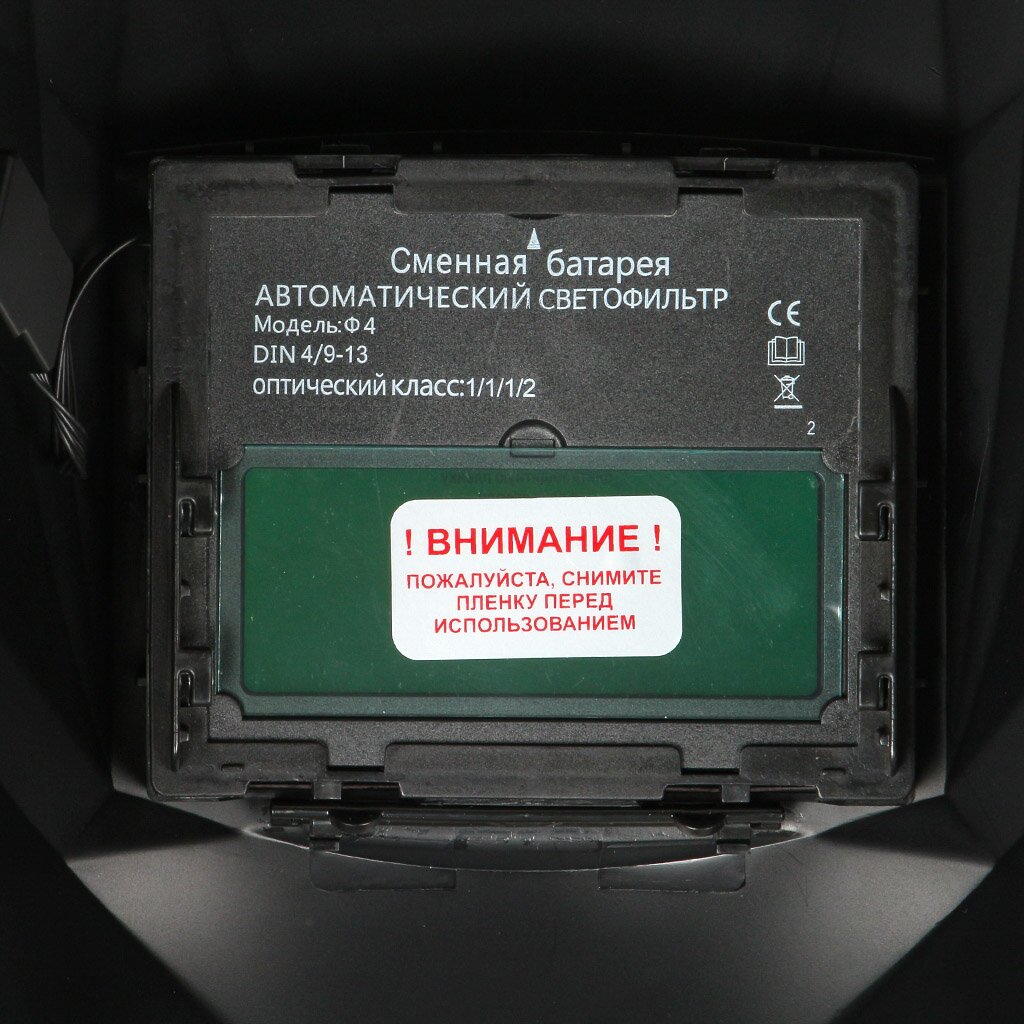 Сменная батарея
АВТОМАТИЧЕСКИЙ СВЕТОФИЛЬТР
Модель:Ф4
DIN 4/9-13
оптический класс:1/1/1/2
CE
2
! ВНИМАНИЕ !
ПОЖАЛУЙСТА, СНИМИТЕ
ПЛЕНКУ ПЕРЕД
ИСПОЛЬЗОВАНИЕМ